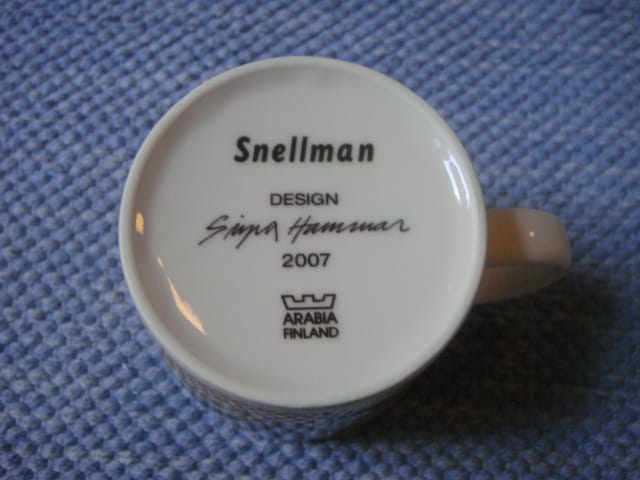 Snellman
DESIGN
Sirpa Hammar
2007
ARABIA
FINLAND